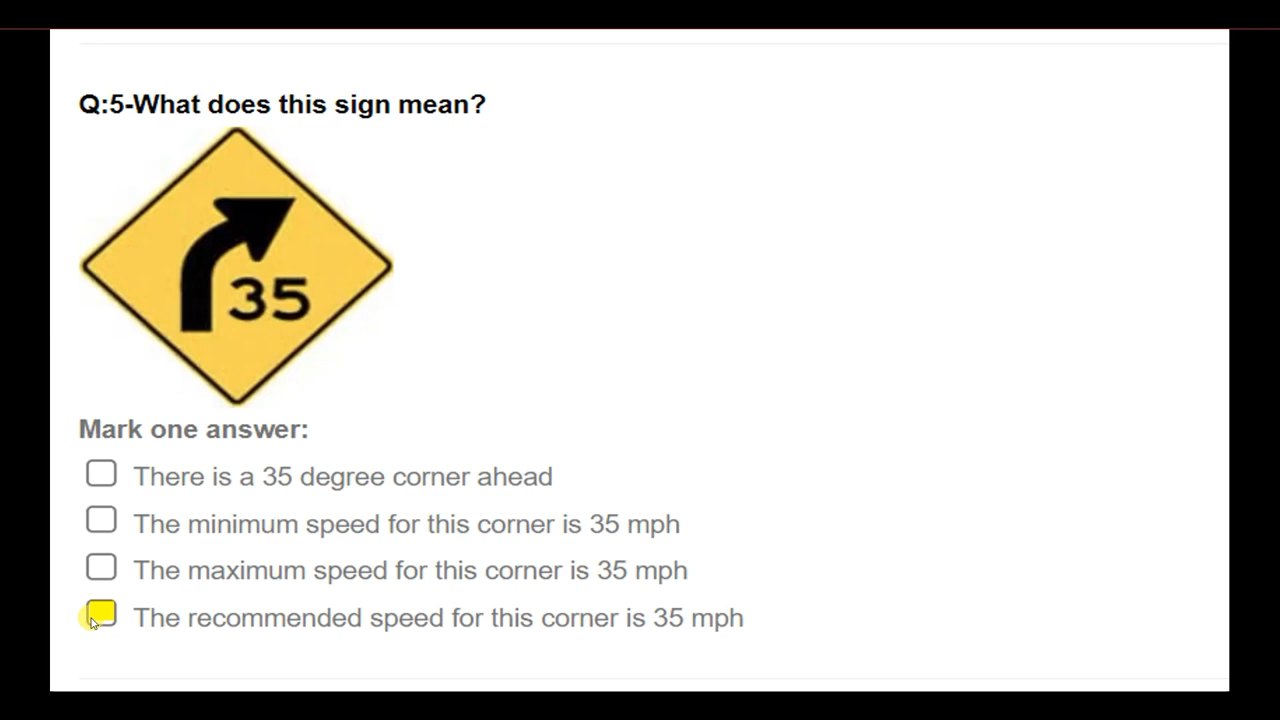 Q:5-What does this sign mean?
35
Mark one answer:
There is a 35 degree corner ahead
The minimum speed for this corner is 35 mph
The maximum speed for this corner is 35 mph
The recommended speed for this corner is 35 mph